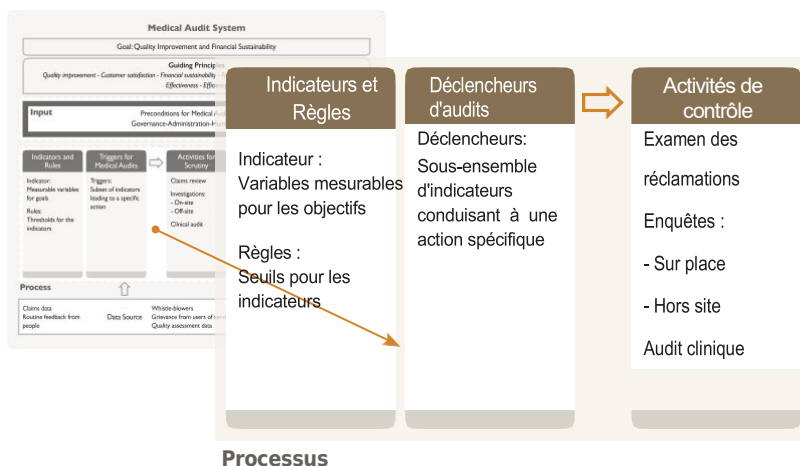 Medical Audit System
Goal: Quality Improvement and Financial Sustainability
Guiding Principles
Quality improvement - Customer satisfaction - Financial sustainability -
Effectiveness -
Input
Preconditions for Medical
Governance-Administration-
Indicators and
Rules
Indicator:
Measurable variables
for goals
Rules:
Thresholds for the
indicators
Triggers for
Medical Audits
Triggers:
Subset of indicators
leading to a specific
action
Activities for
Scrutiny
Claims review
Investigations:
- On-site
- Off-site
Clinical audit
Process
Claims data
Routine feedback from
people
Data Source
Whistle-blowers
Grievance from users of
Quality assessment data
Indicateurs et
Règles
Indicateur :
Variables mesurables
pour les objectifs
Règles :
Seuils pour les
indicateurs
Déclencheurs
d'audits
Déclencheurs:
Sous-ensemble
d'indicateurs
conduisant à une
action spécifique
Activités de
contrôle
Examen des
réclamations
Enquêtes :
- Sur place
- Hors site
Audit clinique
Processus